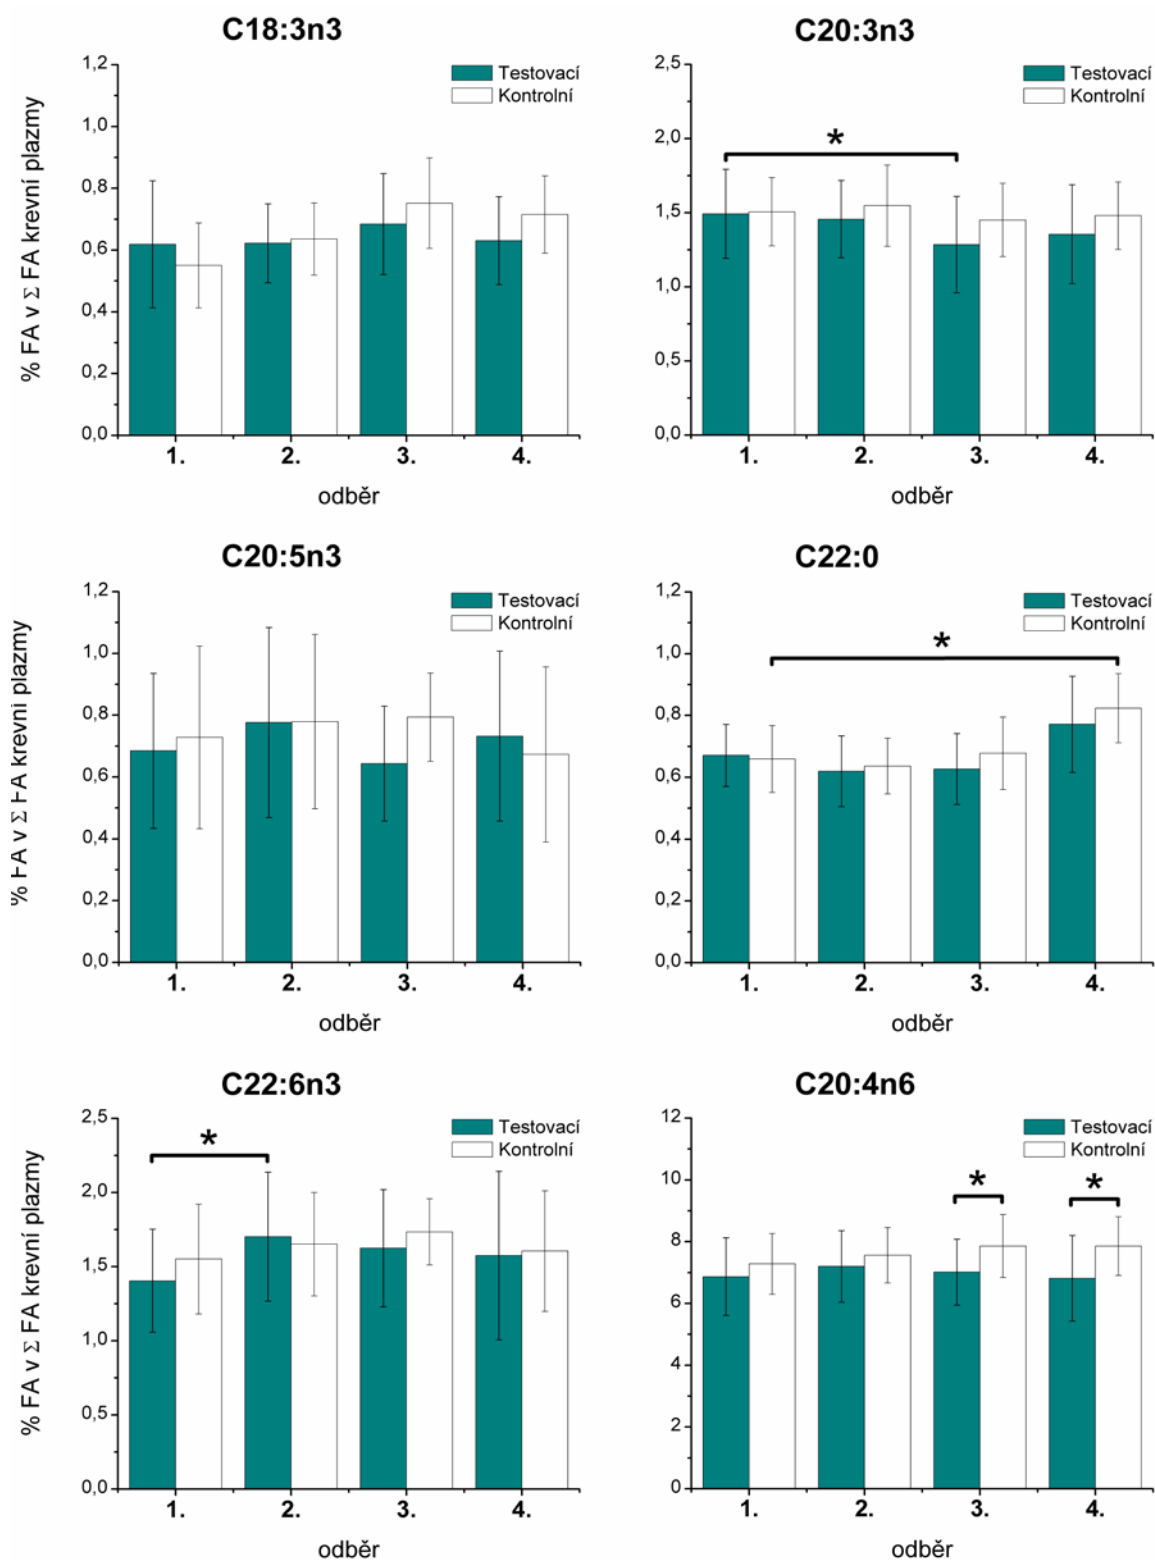 C18:3n3
% FA v Σ FA krevní plazmy
1,2
1,0
0,8
0,6
0,4
0,2
0,0
Testovací
Kontrolní
*
1. 2. 3. 4.
odběr
C20:3n3
2,5
2,0
1,5
1,0
0,5
0,0
Testovací
Kontrolní
1. 2. 3. 4.
odběr
C20:5n3
% FA v Σ FA krevní plazmy
1,2
1,0
0,8
0,6
0,4
0,2
0,0
Testovací
Kontrolní
1. 2. 3. 4.
odběr
C22:0
1,2
1,0
0,8
0,6
0,4
0,2
0,0
Testovací
Kontrolní
*
1. 2. 3. 4.
odběr
C22:6n3
% FA v Σ FA krevní plazmy
2,5
2,0
1,5
1,0
0,5
0,0
Testovací
Kontrolní
*
1. 2. 3. 4.
odběr
C20:4n6
12
10
8
6
4
2
0
Testovací
Kontrolní
* *
1. 2. 3. 4.
odběr